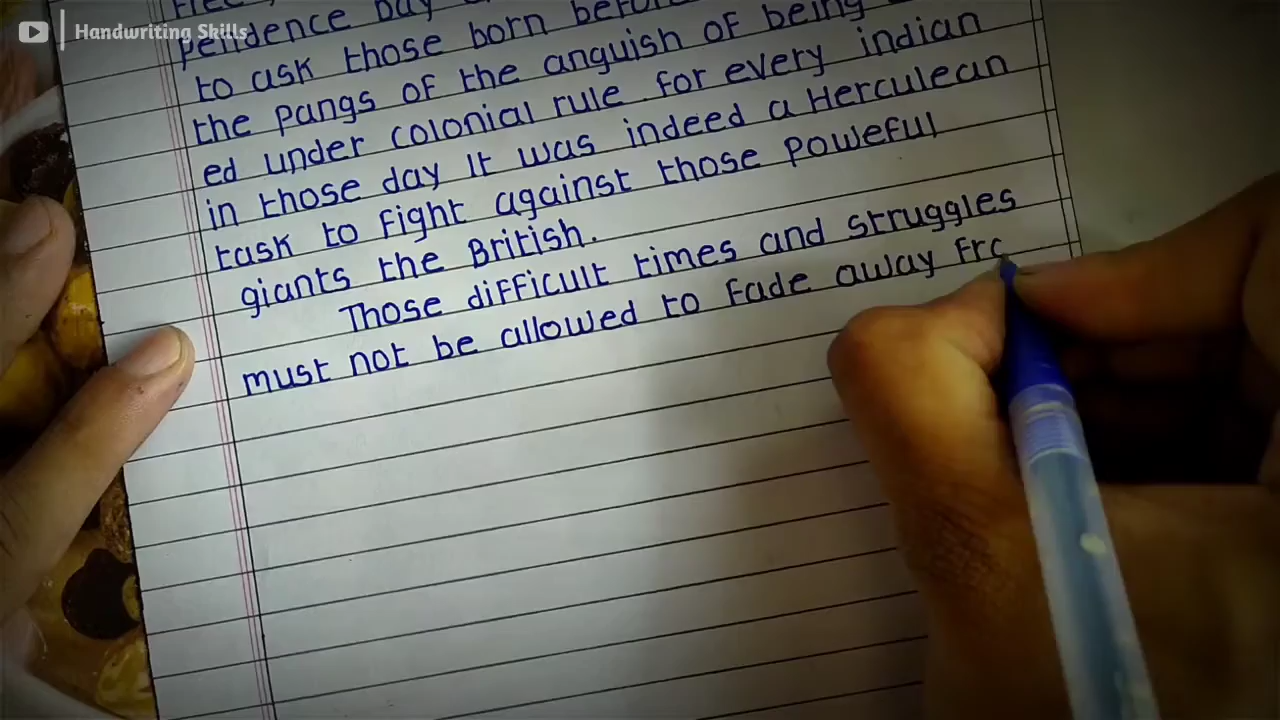 Handwriting Skills
pendence Day
to ask those born
the pangs of the anguish of being
ed under colonial rule. for every indian
in those day It was indeed a Herculean
task to fight against those poweful
giants the British.
Those difficult times and struggles
must not be allowed to fade away